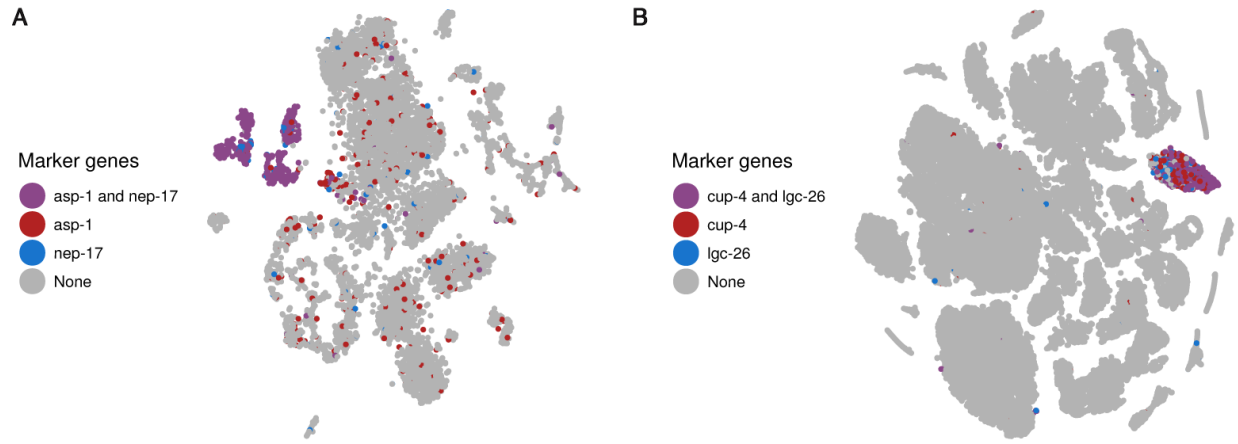 A
Marker genes
asp-1 and nep-17
asp-1
nep-17
None
B
Marker genes
cup-4 and lgc-26
cup-4
lgc-26
None